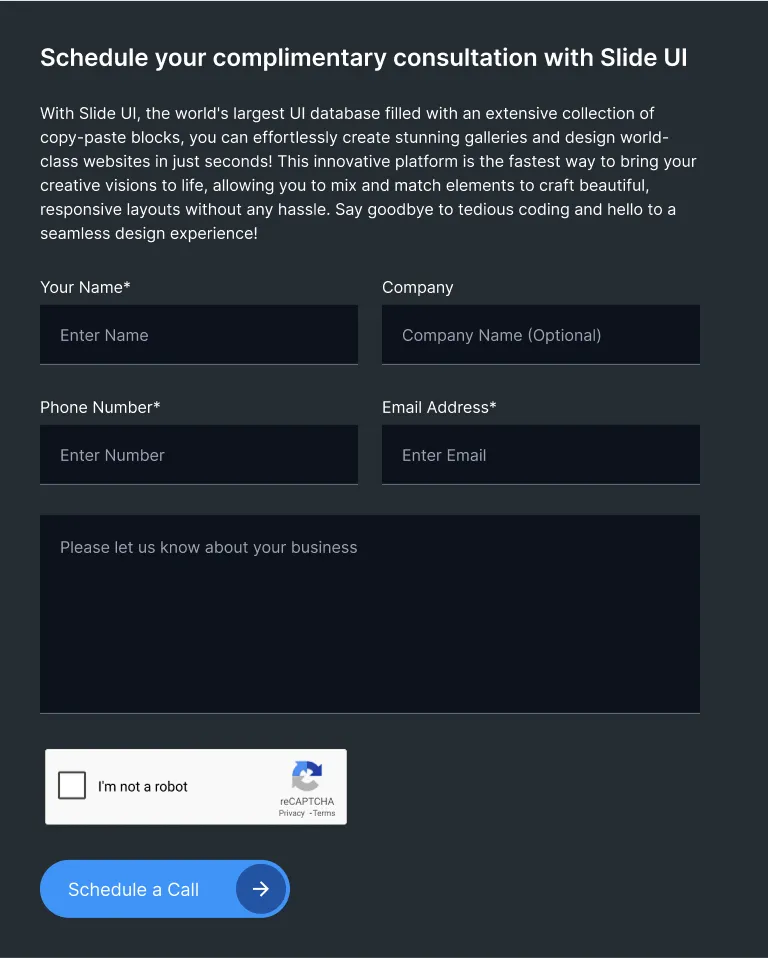 Schedule your complimentary consultation with Slide UI
With Slide UI, the world's largest UI database filled with an extensive collection of
copy-paste blocks, you can effortlessly create stunning galleries and design world-
class websites in just seconds! This innovative platform is the fastest way to bring your
creative visions to life, allowing you to mix and match elements to craft beautiful,
responsive layouts without any hassle. Say goodbye to tedious coding and hello to a
seamless design experience!
Your Name*
Company
Enter Name
Company Name (Optional)
Phone Number*
Email Address*
Enter Number
Enter Email
Please let us know about your business
I'm not a robot
reCAPTCHA
Privacy -Terms
Schedule a Call